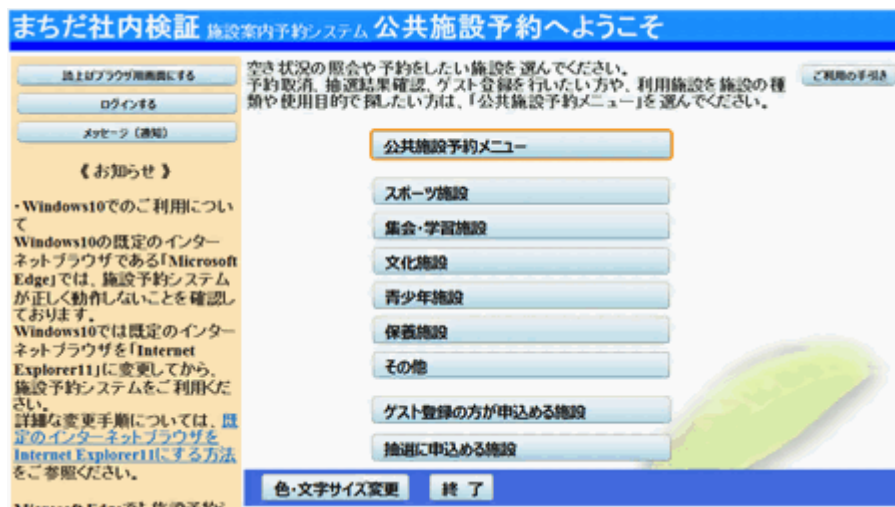 まちだ社内検証 施設案内予約システム 公共施設予約へようこそ
読上げブラウザ用画面にする
ログインする
メッセージ（通知）
《お知らせ》
・Windows10でのご利用につい
て
Windows10の既定のインター
ネットブラウザである「Microsoft
Edge」では、施設予約システム
が正しく動作しないことを確認し
ております。
Windows10では既定のインター
ネットブラウザを「Internet
Explorer11」に変更してから、
施設予約システムをご利用くだ
さい。
詳細な変更手順については、既
定のインターネットブラウザを
Internet Explorer11にする方法
をご参照ください。
空き状況の照会や予約をしたい施設を選んでください。
予約取消、抽選結果確認、ゲスト登録を行いたい方や、利用施設を施設の種
類や使用目的で探したい方は、「公共施設予約メニュー」を選んでください。
ご利用の手引き
公共施設予約メニュー
スポーツ施設
集会・学習施設
文化施設
青少年施設
保養施設
その他
ゲスト登録の方が申込める施設
抽選に申込める施設
色・文字サイズ変更
終 了